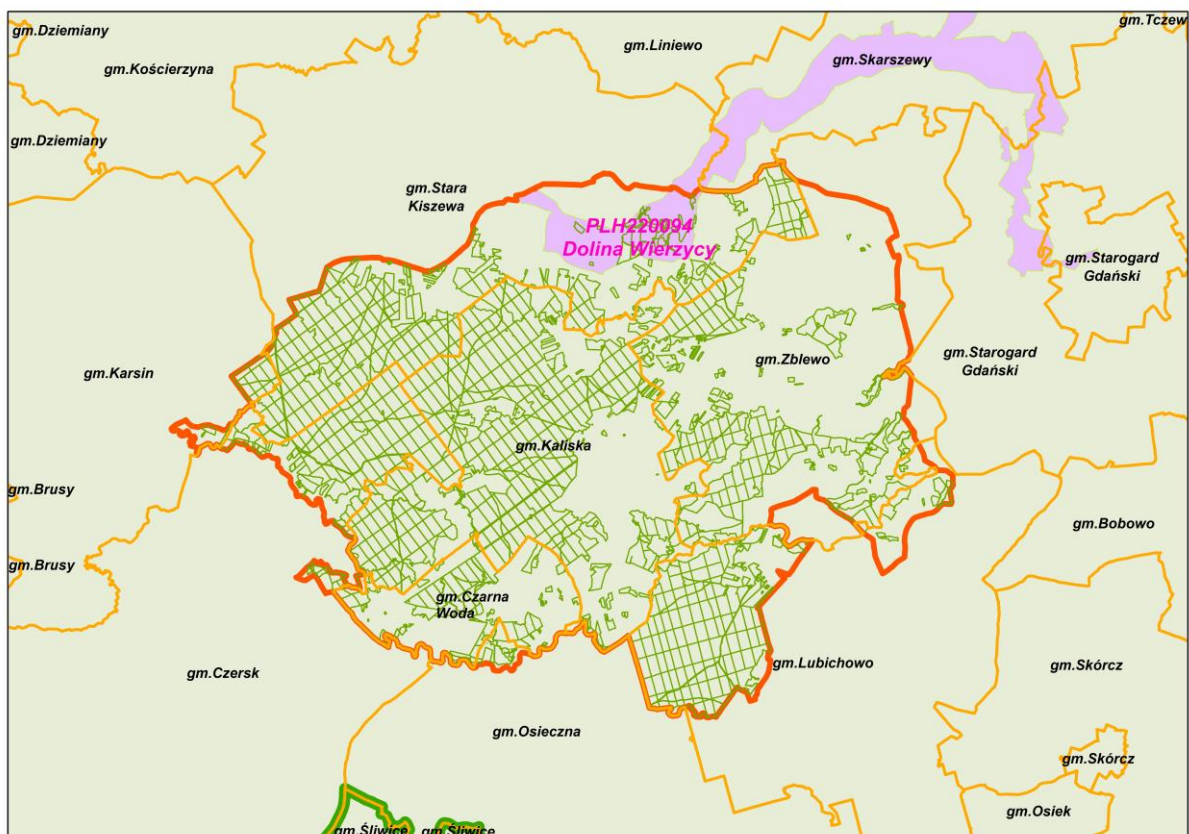 gm.Dziemiany
gm.Kościerzyna
gm.Liniewo
gm.Tczew
gm.Skarszewy
gm.Dziemiany
gm.Stara
Kiszewa
PLH220094
Dolina Wierzycy
gm.Starogard
Gdański
gm.Karsin
gm.Zblewo
gm.Starogard
Gdański
gm.Kaliska
gm.Brusy
gm.Bobowo
gm.Brusy
gm.Czarna
Woda
gm.Czersk
gm.Lubichowo
gm.Skórcz
gm.Osieczna
gm.Skórcz
gm.Osiek
gm.Śliwice
gm.Śliwice